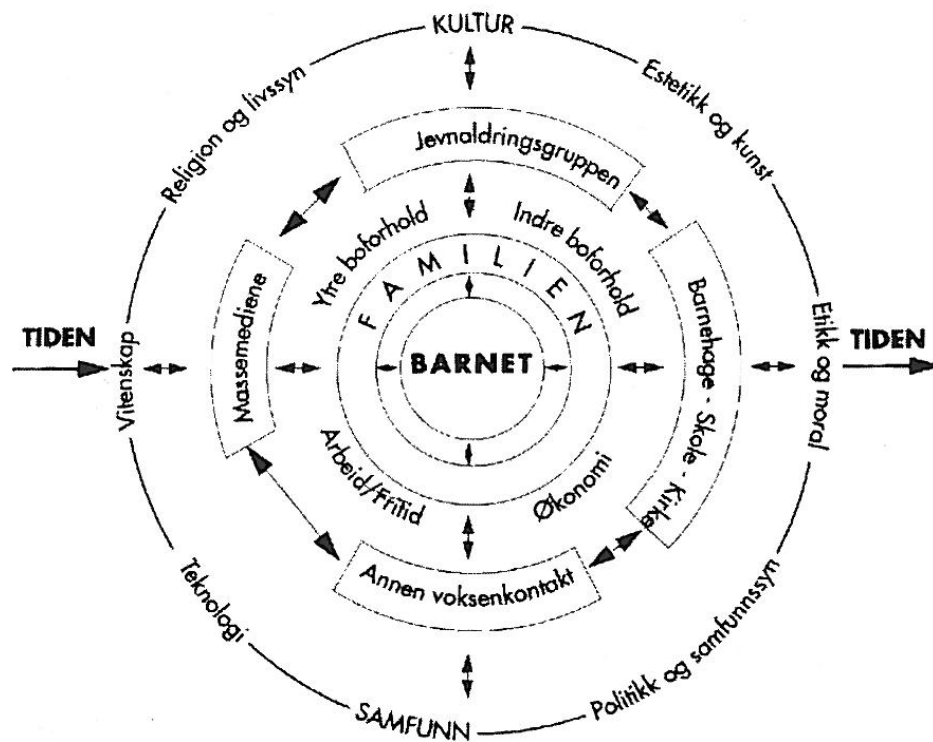 KULTUR
Religion og livssyn
Estetikk og kunst
Jevnaldringsgruppen
Ytre boforhold
Indre boforhold
FAMILIEN
Massemediene
Barnehage - Skole - Kirke
TIDEN
Vitenskap
BARNET
Etikk og moral
TIDEN
Arbeid/Fritid
Økonomi
Annen voksenkontakt
Teknologi
Politikk og samfunnssyn
SAMFUNN